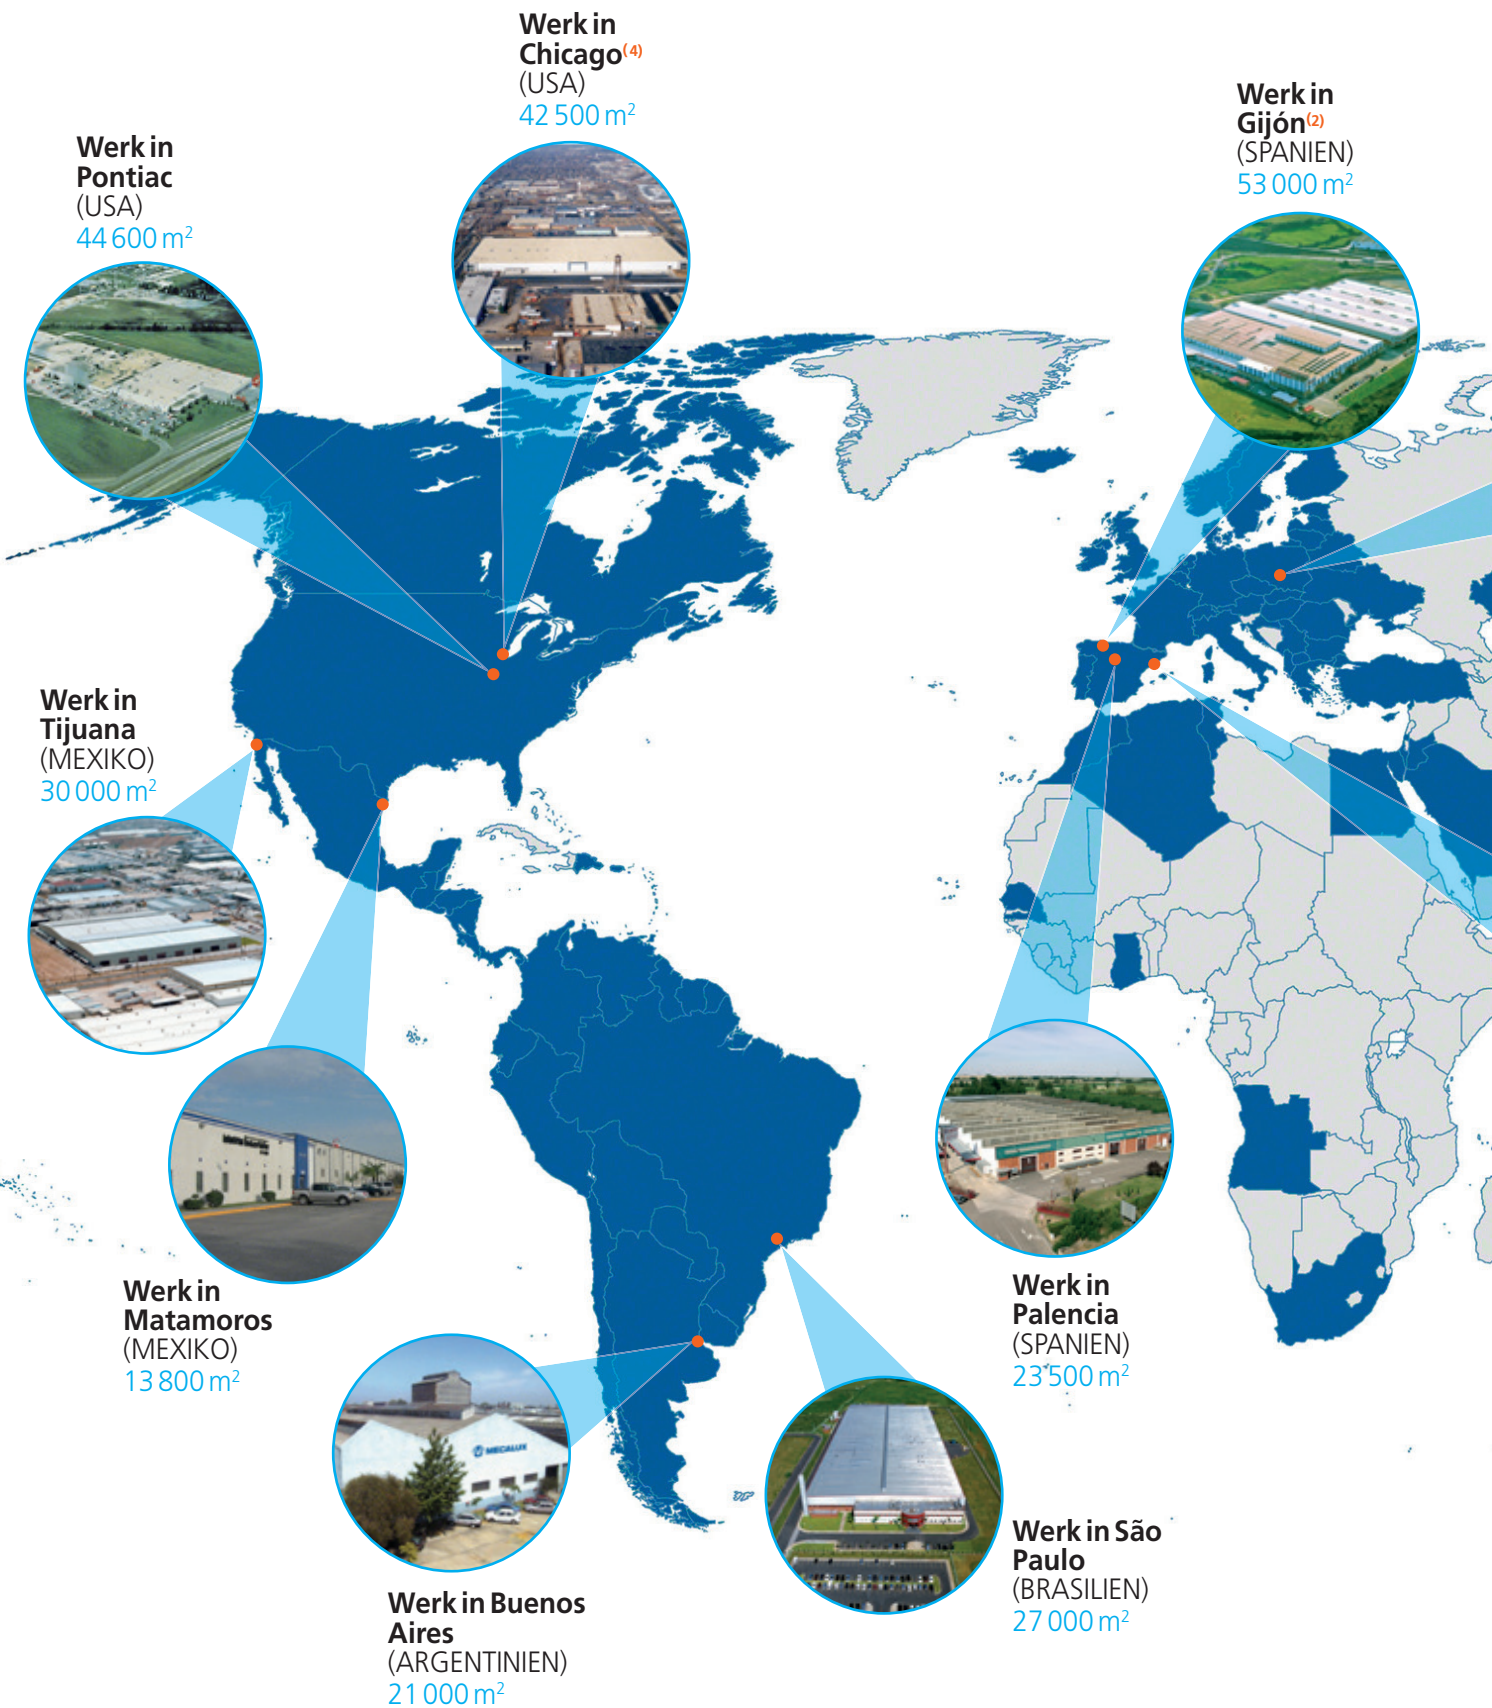 Werk in
Chicago(4)
(USA)
42 500 m²
Werk in
Gijón(2)
(SPANIEN)
53 000 m²
Werk in
Pontiac
(USA)
44 600 m²
Werk in
Tijuana
(MEXIKO)
30 000 m²
Werk in
Matamoros
(MEXIKO)
13 800 m²
Werk in
Palencia
(SPANIEN)
23 500 m²
MECALUX
Werk in São
Paulo
(BRASILIEN)
27 000 m²
Werk in Buenos
Aires
(ARGENTINIEN)
21 000 m²